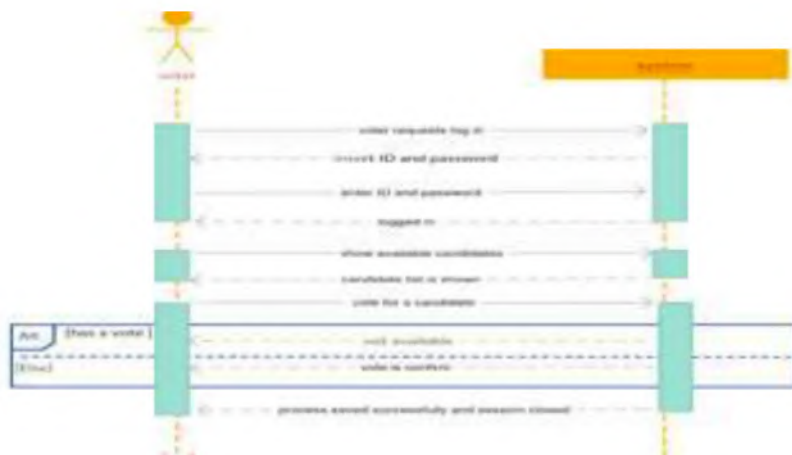 voter
system
voter requests log in
insert ID and password
enter ID and password
logged in
show available candidates
candidate list is shown
vote for a candidate
Alt
[has a vote ]
not available
[Else]
vote is confirm
process saved successfully and session closed